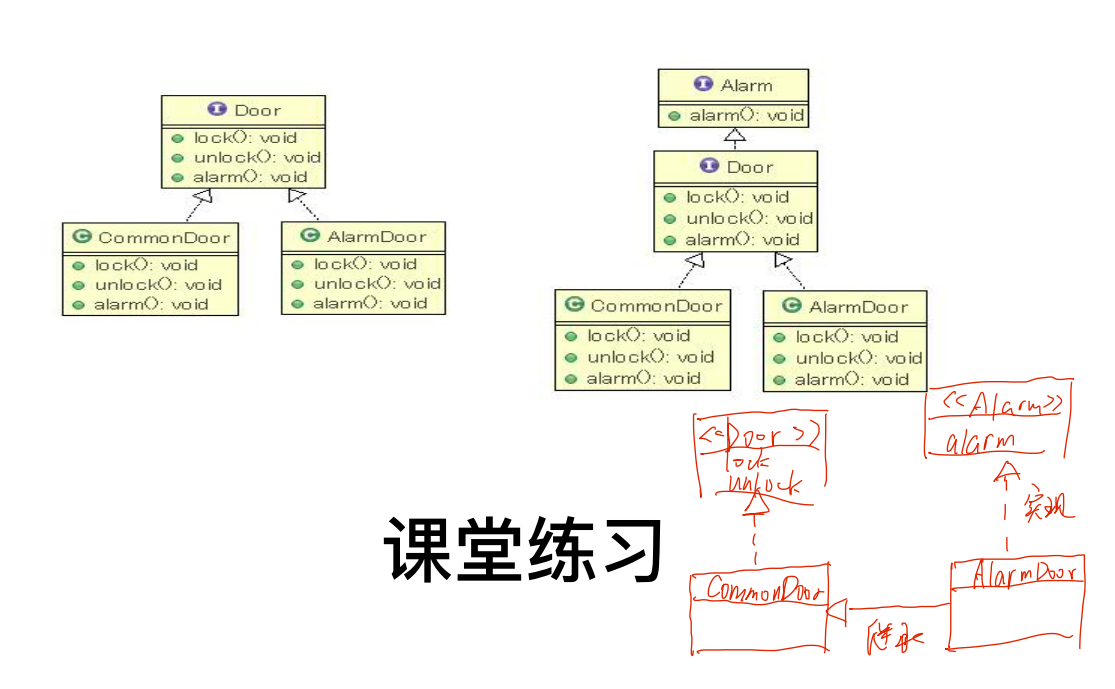 Door
lock(): void
unlock(): void
alarm(): void
CommonDoor
lock(): void
unlock(): void
alarm(): void
AlarmDoor
lock(): void
unlock(): void
alarm(): void
Alarm
alarm(): void
Door
lock(): void
unlock(): void
alarm(): void
CommonDoor
lock(): void
unlock(): void
alarm(): void
AlarmDoor
lock(): void
unlock(): void
alarm(): void
<<Door>>
lock
unlock
<<Alarm>>
alarm
实现
课堂练习
CommonDoor
AlarmDoor
继承